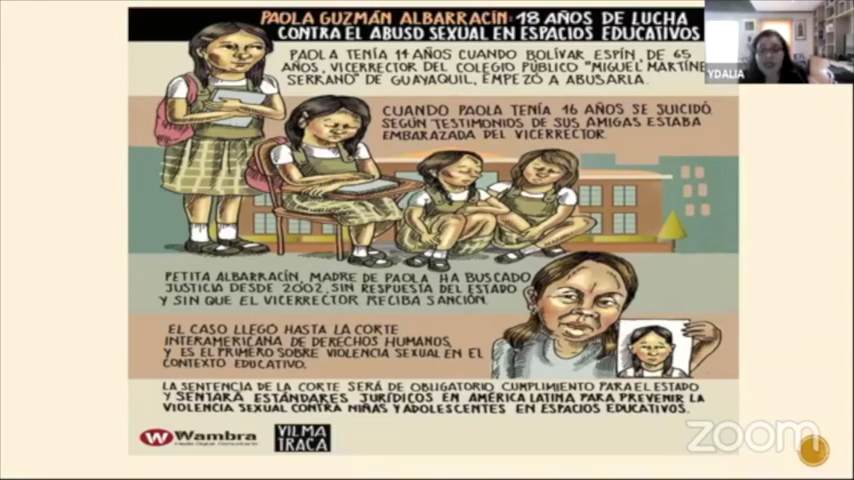 PAOLA GUZMÁN ALBARRACÍN: 18 AÑOS DE LUCHA
CONTRA EL ABUSO SEXUAL EN ESPACIOS EDUCATIVOS
PAOLA TENÍA 14 AÑOS CUANDO BOLÍVAR ESPÍN, DE 65
AÑOS, VICERRECTOR DEL COLEGIO PÚBLICO "MIGUEL MARTÍNE
SERRANO" DE GUAYAQUIL, EMPEZÓ A ABUSARLA.
YDALIA
CUANDO PAOLA TENÍA 16 AÑOS SE SUICIDÓ.
SEGÚN TESTIMONIOS DE SUS AMIGAS ESTABA
EMBARAZADA DEL VICERRECTOR.
PETITA ALBARRACÍN, MADRE DE PAOLA HA BUSCADO
JUSTICIA DESDE 2002, SIN RESPUESTA DEL ESTADO
Y SIN QUE EL VICERRECTOR RECIBA SANCIÓN.
EL CASO LLEGO HASTA LA CORTE
INTERAMERICANA DE DERECHOS HUMANOS,
Y ES EL PRIMERO SOBRE VIOLENCIA SEXUAL EN EL
CONTEXTO EDUCATIVO.
LA SENTENCIA DE LA CORTE SERÁ DE OBLIGATORIO CUMPLIMIENTO PARA EL ESTADO
Y SENTARÁ ESTÁNDARES JURÍDICOS EN AMÉRICA LATINA PARA PREVENIR LA
VIOLENCIA SEXUAL CONTRA NIÑAS Y ADOLESCENTES EN ESPACIOS EDUCATIVOS.
W Wambra
Medio Digital Comunitario
VILMA
TRACA
zoom